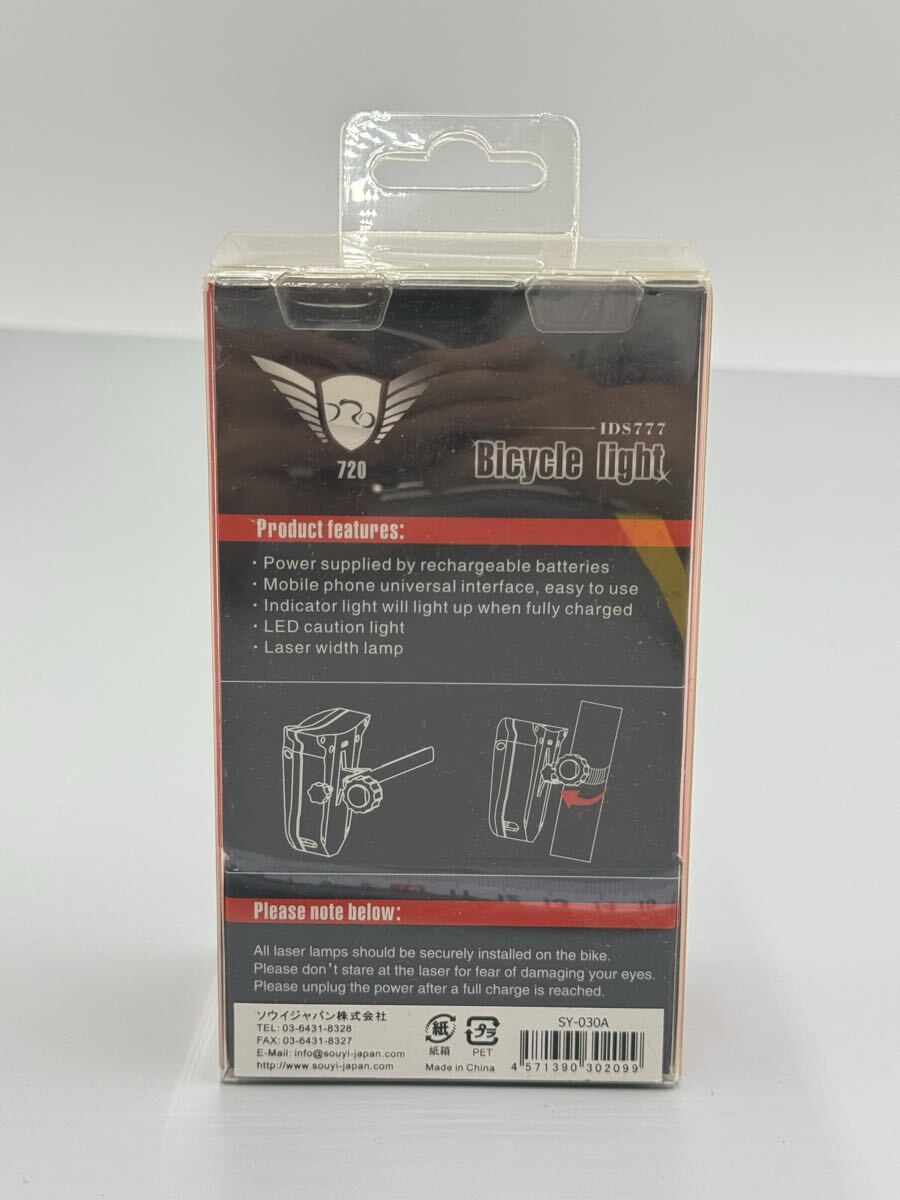 720
IDS777
Bicycle light
Product features:
· Power supplied by rechargeable batteries
· Mobile phone universal interface, easy to use
· Indicator light will light up when fully charged
· LED caution light
· Laser width lamp
Please note below:
All laser lamps should be securely installed on the bike.
Please don't stare at the laser for fear of damaging your eyes.
Please unplug the power after a full charge is reached.
ソウイジャパン株式会社
TEL: 03-6431-8328
FAX: 03-6431-8327
E-Mail: info@souyi-japan.com
http://www.souyi-japan.com
紙
紙箱
プラ
PET
Made in China
SY-030A
4 571390 302099